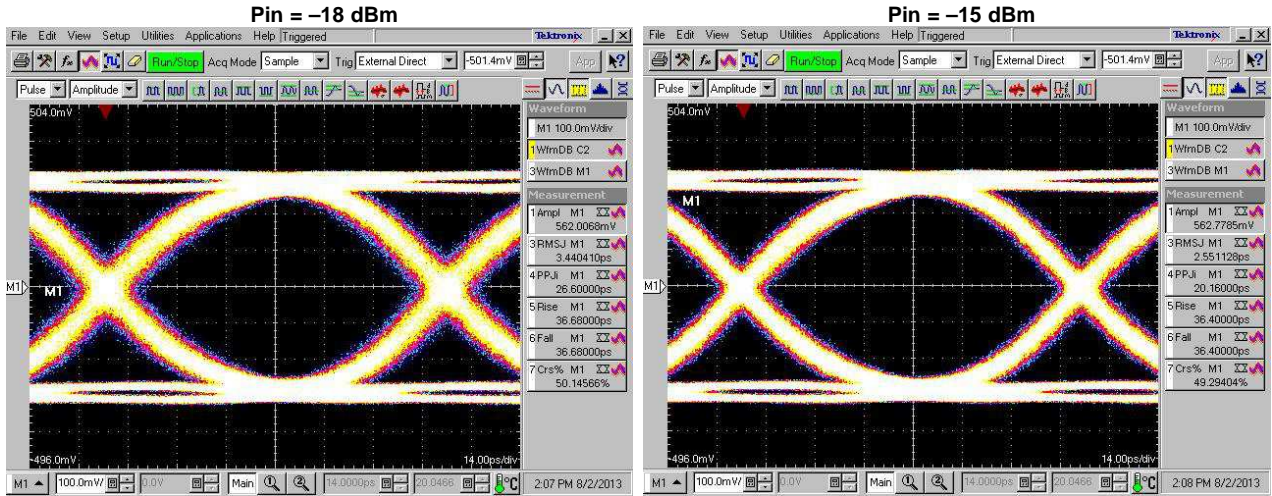 Pin = –18 dBm
File Edit View Setup Utilities Applications Help Triggered Tektronix
Run/Stop Acq Mode Sample Trig External Direct -501.4mV App
Pulse Amplitude
504.0mV
Waveform
M1 100.0mV/div
1 WfmDB C2
3 WfmDB M1
Measurement
1 Ampl M1
562.0068mV
3 RMSJ M1
3.440410ps
4 PPJi M1
26.60000ps
5 Rise M1
36.68000ps
6 Fall M1
36.68000ps
7 Crs% M1
50.14566%
M1
M1
-496.0mV
14.00ps/div
M1 100.0mV/ 0.0V Main 14.0000ps 20.0466 °C 2:07 PM 8/2/2013
Pin = –15 dBm
File Edit View Setup Utilities Applications Help Triggered Tektronix
Run/Stop Acq Mode Sample Trig External Direct -501.4mV App
Pulse Amplitude
504.0mV
Waveform
M1 100.0mV/div
1 WfmDB C2
3 WfmDB M1
Measurement
1 Ampl M1
562.7785mV
3 RMSJ M1
2.551128ps
4 PPJi M1
20.16000ps
5 Rise M1
36.40000ps
6 Fall M1
36.40000ps
7 Crs% M1
49.29404%
M1
M1
-496.0mV
14.00ps/div
M1 100.0mV/ 0.0V Main 14.0000ps 20.0466 °C 2:08 PM 8/2/2013